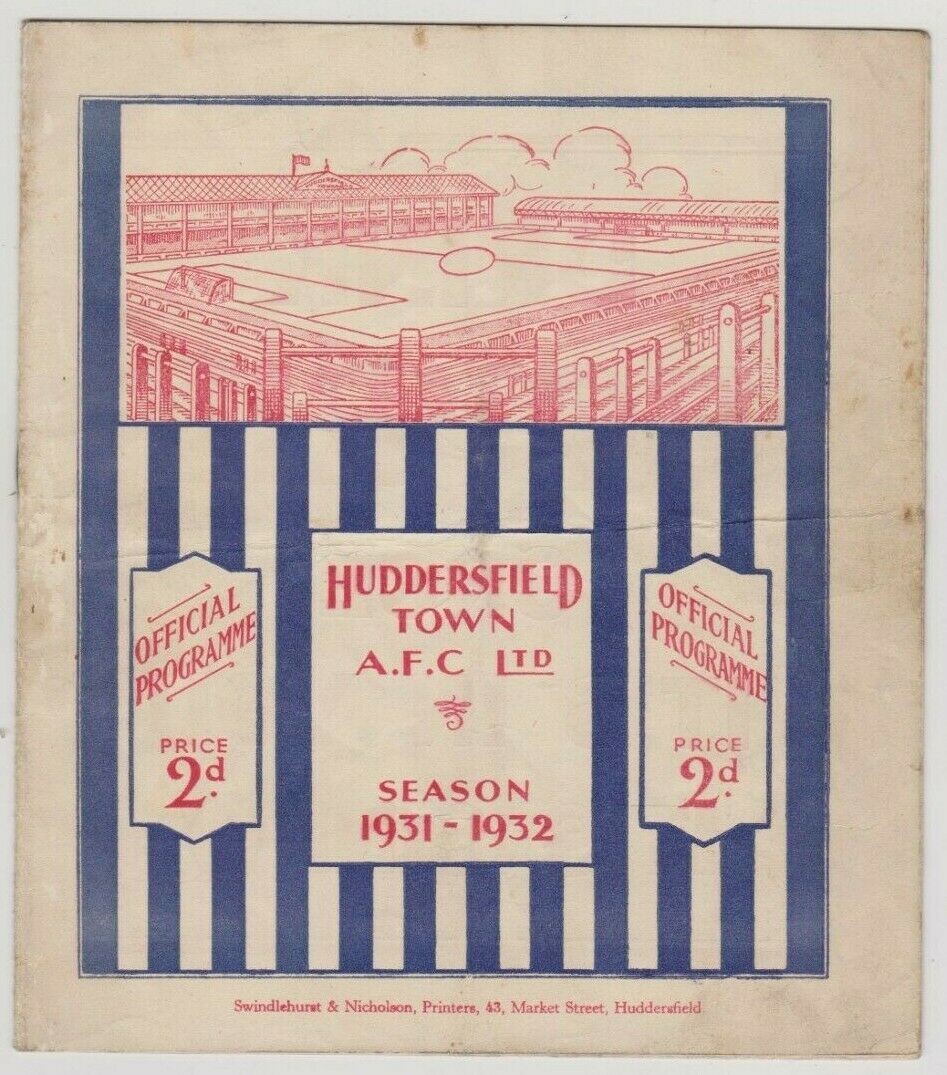 HUDDERSFIELD
TOWN
A.F.C LTD
SEASON
1931-1932
OFFICIAL
PROGRAMME
PRICE
2d.
OFFICIAL
PROGRAMME
PRICE
2d.
Swindlehurst & Nicholson, Printers, 43, Market Street, Huddersfield